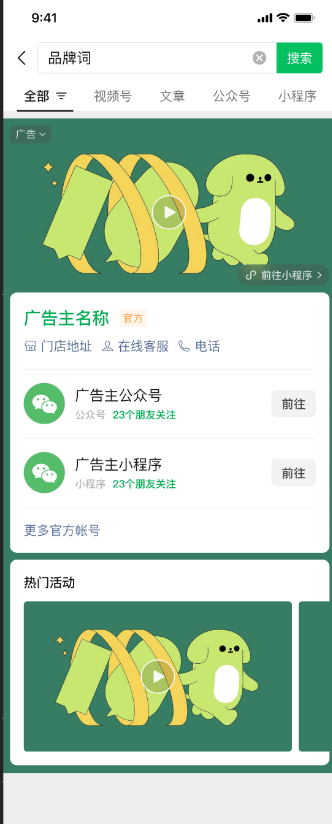 9:41
品牌词
搜索
全部 视频号 文章 公众号 小程序
广告
前往小程序
广告主名称 官方
门店地址 在线客服 电话
广告主公众号
公众号 23个朋友关注
前往
广告主小程序
小程序 23个朋友关注
前往
更多官方帐号
热门活动